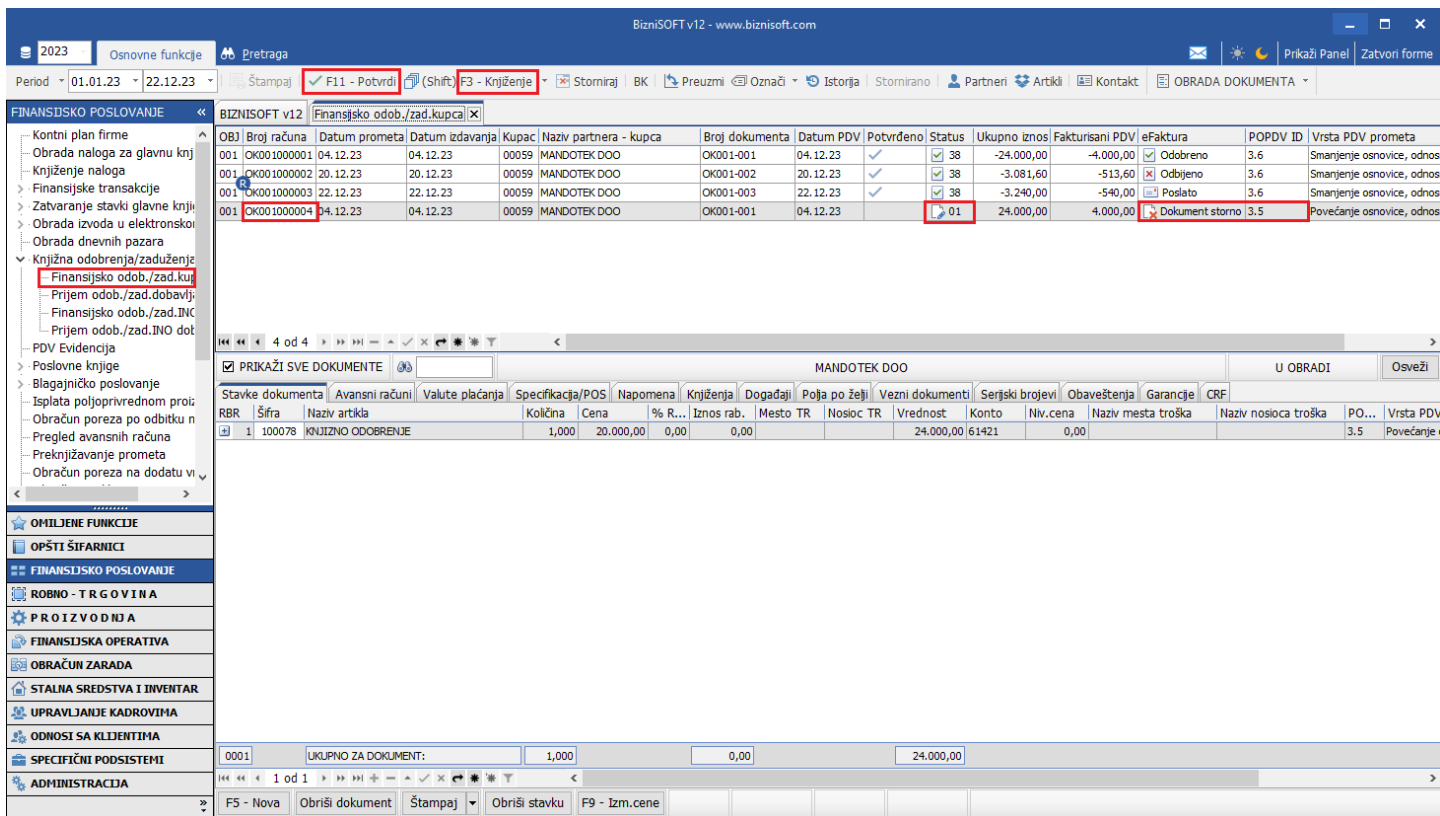 BizniSOFT v12 - www.biznisoft.com
2023 Osnovne funkcije Pretraga Prikaži Panel Zatvori forme
Period 01.01.23 22.12.23 Štampaj F11 - Potvrdi (Shift) F3 - Knjiženje Storniraj BK Preuzmi Označi Istorija Stornirano Partneri Artikli Kontakt OBRADA DOKUMENTA
FINANSIJSKO POSLOVANJE «
Kontni plan firme
Obrada naloga za glavnu knj
Knjiženje naloga
Finansijske transakcije
Zatvaranje stavki glavne knji
Obrada izvoda u elektronsko
Obrada dnevnih pazara
Knjižna odobrenja/zaduženja
Finansijsko odob./zad.kup
Prijem odob./zad.dobavlj
Finansijsko odob./zad.INO
Prijem odob./zad.INO dob
PDV Evidencija
Poslovne knjige
Blagajničko poslovanje
Isplata poljoprivrednom proiz
Obračun poreza po odbitku n
Pregled avansnih računa
Preknjižavanje prometa
Obračun poreza na dodatu v
OMILJENE FUNKCIJE
OPŠTI ŠIFARNICI
FINANSIJSKO POSLOVANJE
ROBNO - T R G O V I N A
P R O I Z V O D NJ A
FINANSIJSKA OPERATIVA
OBRAČUN ZARADA
STALNA SREDSTVA I INVENTAR
UPRAVLJANJE KADROVIMA
ODNOSI SA KLIJENTIMA
SPECIFIČNI PODSISTEMI
ADMINISTRACIJA
BIZNISOFT v12 Finansijsko odob./zad.kupca
OBJ Broj računa Datum prometa Datum izdavanja Kupac Naziv partnera - kupca Broj dokumenta Datum PDV Potvrđeno Status Ukupno iznos Fakturisani PDV eFaktura POPDV ID Vrsta PDV prometa
001 OK001000001 04.12.23 04.12.23 00059 MANDOTEK DOO OK001-001 04.12.23 38 -24.000,00 -4.000,00 Odobreno 3.6 Smanjenje osnovice, odnos
001 OK001000002 20.12.23 20.12.23 00059 MANDOTEK DOO OK001-002 20.12.23 38 -3.081,60 -513,60 Odbijeno 3.6 Smanjenje osnovice, odnos
R
001 OK001000003 22.12.23 22.12.23 00059 MANDOTEK DOO OK001-003 22.12.23 38 -3.240,00 -540,00 Poslato 3.6 Smanjenje osnovice, odnos
001 OK001000004 04.12.23 04.12.23 00059 MANDOTEK DOO OK001-001 04.12.23 01 24.000,00 4.000,00 Dokument storno 3.5 Povećanje osnovice, odnos
4 od 4
PRIKAŽI SVE DOKUMENTE MANDOTEK DOO U OBRADI Osveži
Stavke dokumenta Avansni računi Valute plaćanja Specifikacija/POS Napomena Knjiženja Događaji Polja po želji Vezni dokumenti Serijski brojevi Obaveštenja Garancije CRF
RBR Šifra Naziv artikla Količina Cena % R... Iznos rab. Mesto TR Nosioc TR Vrednost Konto Niv.cena Naziv mesta troška Naziv nosioca troška PO... Vrsta PDV
1 100078 KNJIZNO ODOBRENJE 1,000 20.000,00 0,00 0,00 24.000,00 61421 0,00 3.5 Povećanje
0001 UKUPNO ZA DOKUMENT: 1,000 0,00 24.000,00
1 od 1
F5 - Nova Obriši dokument Štampaj Obriši stavku F9 - Izm.cene